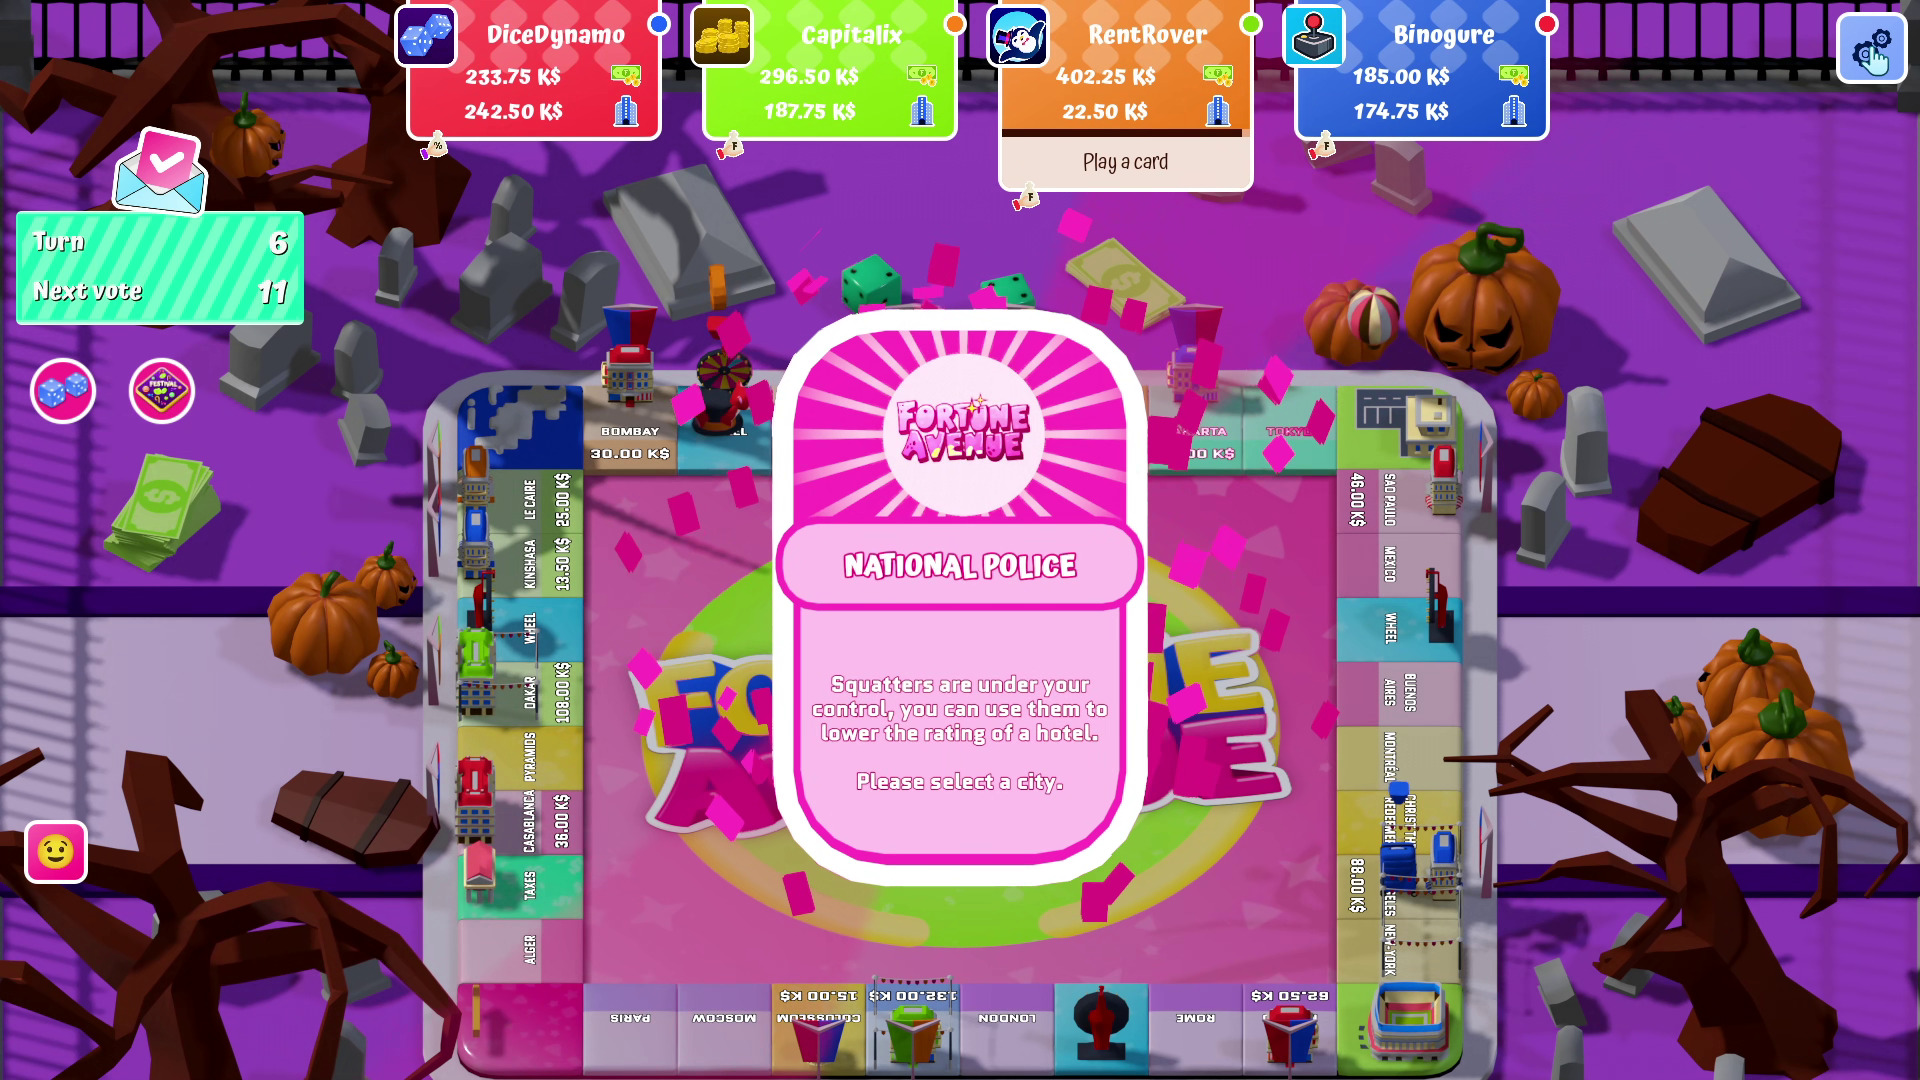 DiceDynamo
233.75 K$
242.50 K$
%
Capitalix
296.50 K$
187.75 K$
F
RentRover
402.25 K$
22.50 K$
Play a card
F
Binogure
185.00 K$
174.75 K$
F
Turn 6
Next vote 11
FESTIVAL
FORTUNE
AVENUE
NATIONAL POLICE
Squatters are under your
control, you can use them to
lower the rating of a hotel.
Please select a city.
BOMBAY
30.00 K$
TOKYO
LE CAIRE
25.00 K$
KINSHASA
13.50 K$
WHEEL
DAKAR
108.00 K$
PYRAMIDS
CASABLANCA
36.00 K$
TAXES
ALGER
SAO PAULO
46.00 K$
MEXICO
WHEEL
BUENOS
AIRES
MONTRÉAL
88.00 K$
NEW-YORK
PARIS
MOSCOW
COLOSSEUM
15.00 K$
132.00 K$
LONDON
ROME
62.50 K$